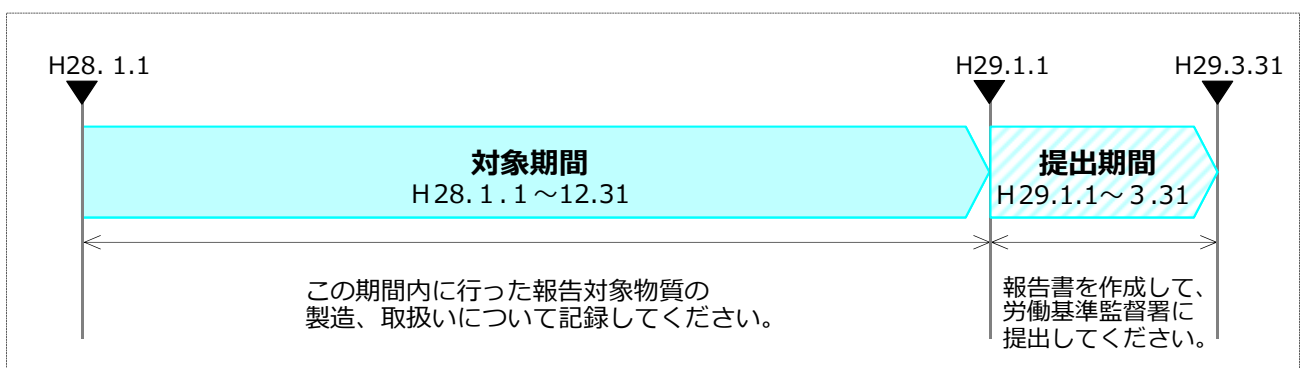 H28. 1.1
H29.1.1
H29.3.31
対象期間
H28.１.１～12.31
提出期間
H29.1.1～３.31
この期間内に行った報告対象物質の
製造、取扱いについて記録してください。
報告書を作成して、
労働基準監督署に
提出してください。